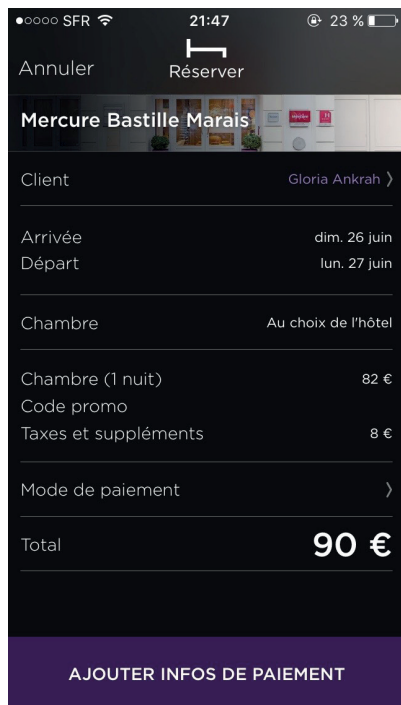 SFR 21:47 23 %
Annuler Réserver
Mercure Bastille Marais
Client Gloria Ankrah
Arrivée dim. 26 juin
Départ lun. 27 juin
Chambre Au choix de l'hôtel
Chambre (1 nuit) 82 €
Code promo
Taxes et suppléments 8 €
Mode de paiement
Total 90 €
AJOUTER INFOS DE PAIEMENT